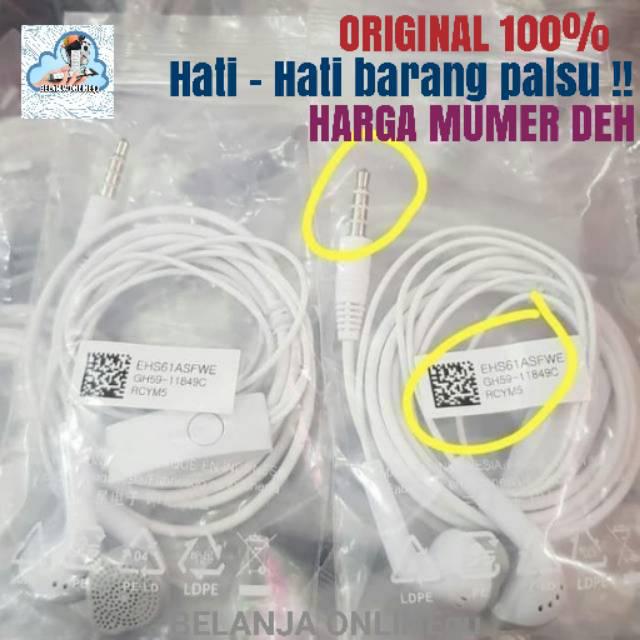 ORIGINAL 100%
Hati - Hati barang palsu !!
HARGA MUMER DEH
EHS61ASFWE
GH59-11849C
RCYM5
EHS61ASFWE
GH59-11849C
RCYM5
LDPE
LDPE
LDPE
BELANJA ONLINE